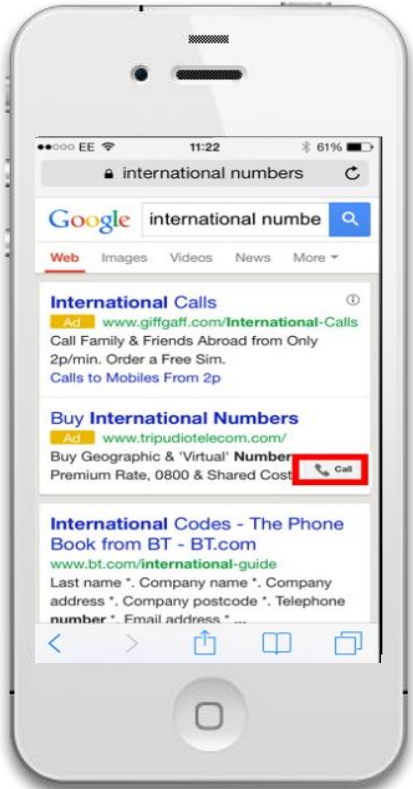 EE 11:22 61%
international numbers
Google international numbe
Web Images Videos News More
International Calls
Ad www.giffgaff.com/International-Calls
Call Family & Friends Abroad from Only
2p/min. Order a Free Sim.
Calls to Mobiles From 2p
Buy International Numbers
Ad www.tripudiotelecom.com/
Buy Geographic & 'Virtual' Number
Premium Rate, 0800 & Shared Cost Call
International Codes - The Phone
Book from BT - BT.com
www.bt.com/international-guide
Last name *. Company name *. Company
address *. Company postcode *. Telephone
number *. Email address * ...